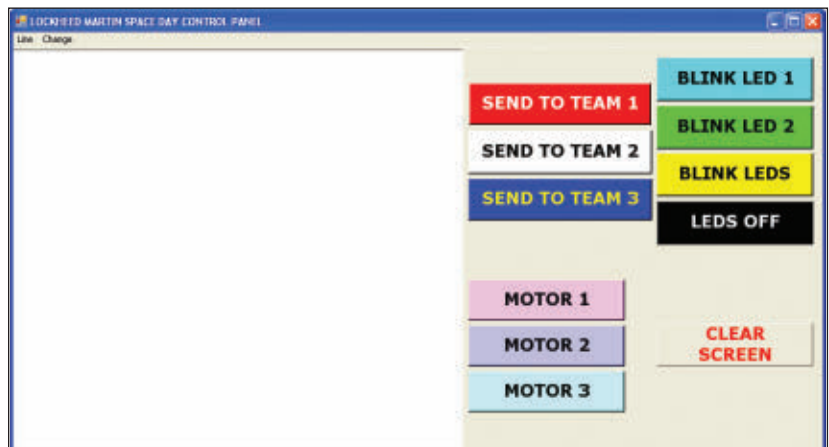 LOCKHEED MARTIN SPACE DAY CONTROL PANEL
Line Change
SEND TO TEAM 1
SEND TO TEAM 2
SEND TO TEAM 3
BLINK LED 1
BLINK LED 2
BLINK LEDS
LEDS OFF
MOTOR 1
MOTOR 2
MOTOR 3
CLEAR
SCREEN